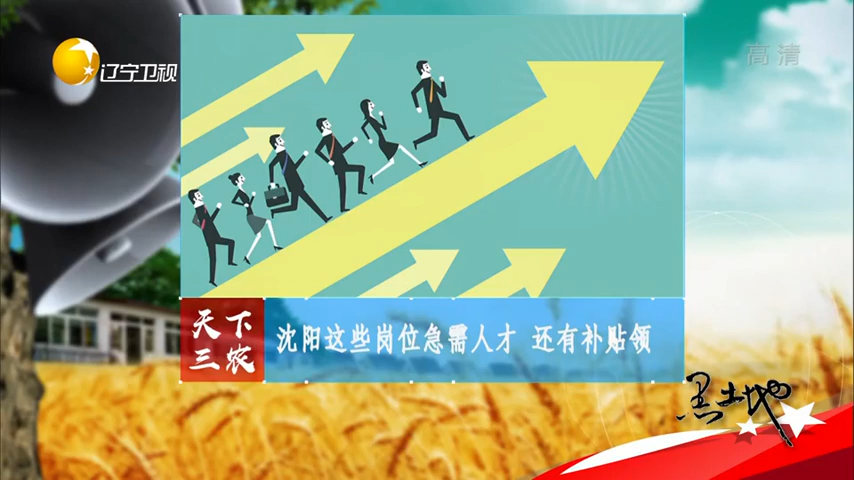 辽宁卫视
高清
天下
三农
沈阳这些岗位急需人才 还有补贴领
黑土地